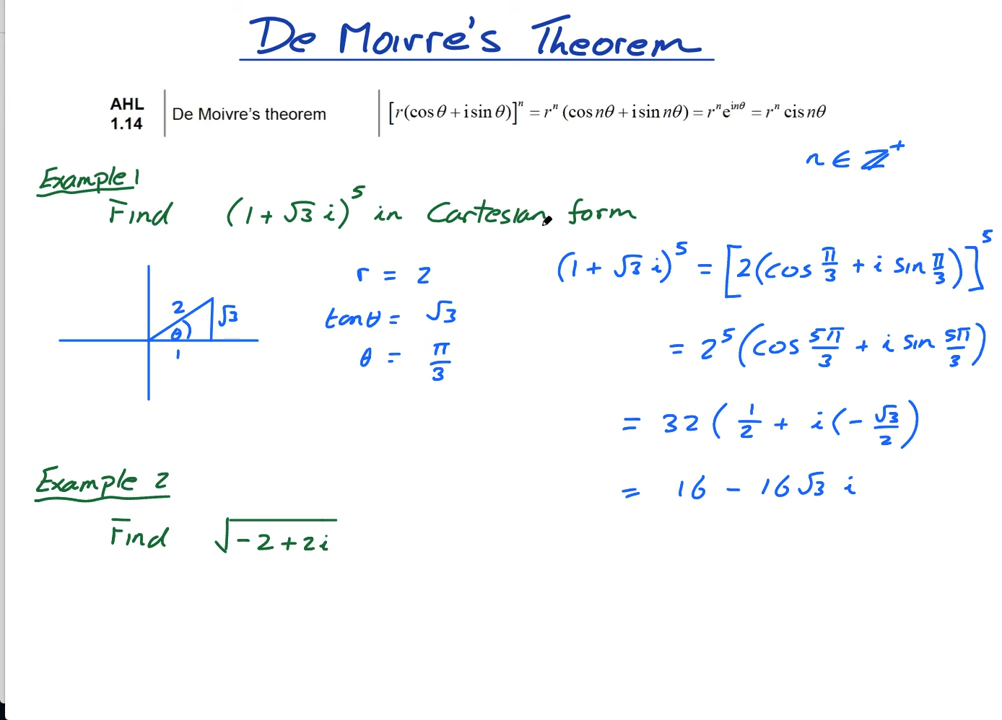 De Moivre's Theorem
AHL 1.14 De Moivre's theorem [r(cosθ + i sinθ)]ⁿ = rⁿ (cos nθ + i sin nθ) = rⁿe^{inθ} = rⁿ cis nθ
n ∈ ℤ⁺
Example 1
Find (1 + √3 i)⁵ in Cartesian form
2
√3
θ
1
r = 2
tanθ = √3
θ = π/3
(1 + √3 i)⁵ = [2(cos π/3 + i sin π/3)]⁵
= 2⁵(cos 5π/3 + i sin 5π/3)
= 32 (1/2 + i(-√3/2)
= 16 - 16√3 i
Example 2
Find √(-2 + 2i)